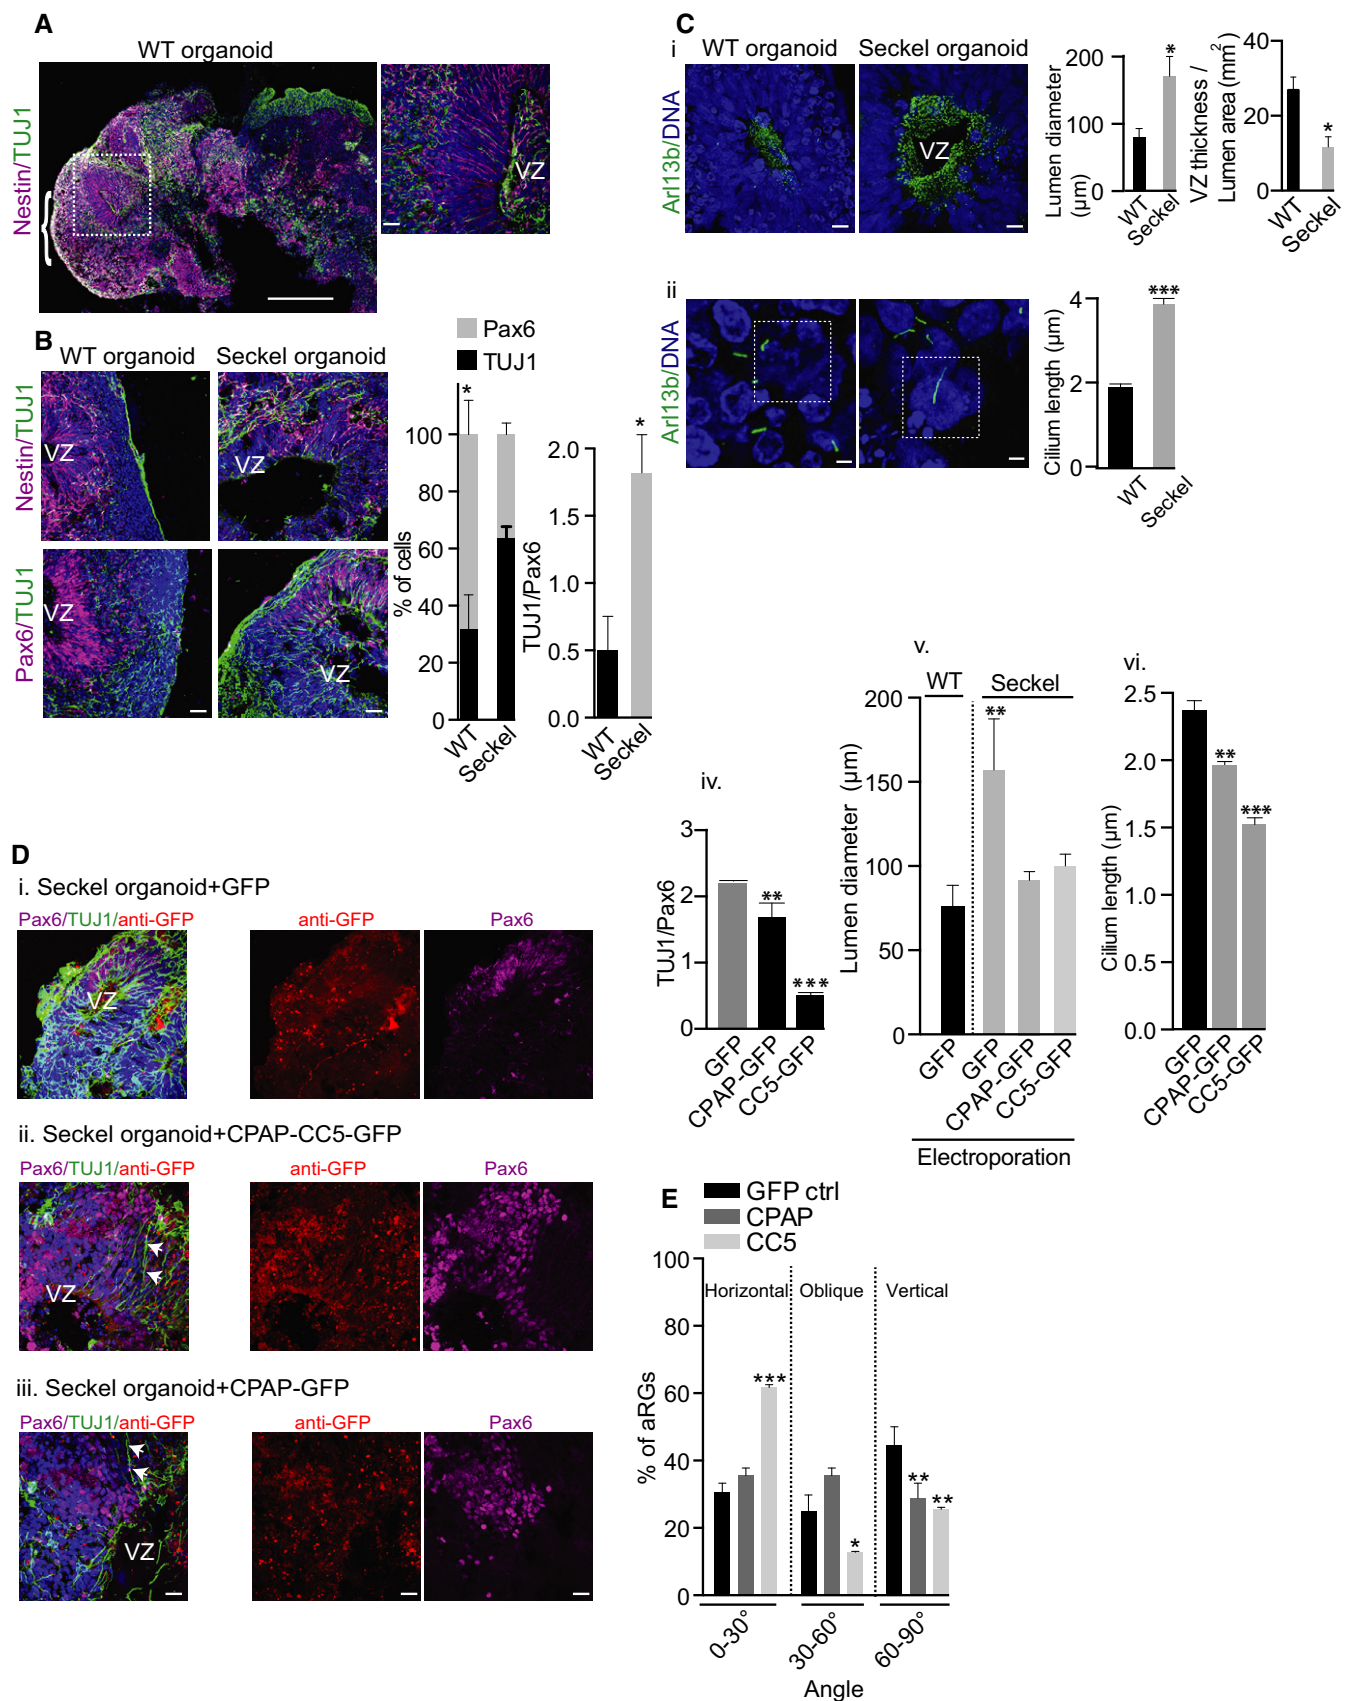 A
WT organoid
Nestin/TUJ1
VZ
B
WT organoid
Seckel organoid
Nestin/TUJ1
VZ
VZ
Pax6/TUJ1
VZ
VZ
Pax6
TUJ1
% of cells
100
80
60
40
20
0
*
WT
Seckel
TUJ1/Pax6
2.0
1.5
1.0
0.5
0.0
*
WT
Seckel
C
i
WT organoid
Seckel organoid
Arl13b/DNA
VZ
Lumen diameter
(µm)
200
100
0
*
WT
Seckel
VZ thickness /
Lumen area (mm²)
40
20
0
*
WT
Seckel
ii
Arl13b/DNA
Cilium length (µm)
4
2
0
***
WT
Seckel
D
i. Seckel organoid+GFP
Pax6/TUJ1/anti-GFP
anti-GFP
Pax6
VZ
ii. Seckel organoid+CPAP-CC5-GFP
Pax6/TUJ1/anti-GFP
anti-GFP
Pax6
VZ
iii. Seckel organoid+CPAP-GFP
Pax6/TUJ1/anti-GFP
anti-GFP
Pax6
VZ
iv.
TUJ1/Pax6
3
2
1
0
**
***
GFP
CPAP-GFP
CC5-GFP
v.
WT
Seckel
Lumen diameter (µm)
200
150
100
50
0
**
GFP
GFP
CPAP-GFP
CC5-GFP
Electroporation
vi.
Cilium length (µm)
2.5
2.0
1.5
1.0
0.5
0.0
**
***
GFP
CPAP-GFP
CC5-GFP
E
GFP ctrl
CPAP
CC5
% of aRGs
100
80
60
40
20
0
Horizontal
Oblique
Vertical
***
*
**
**
0-30°
30-60°
60-90°
Angle